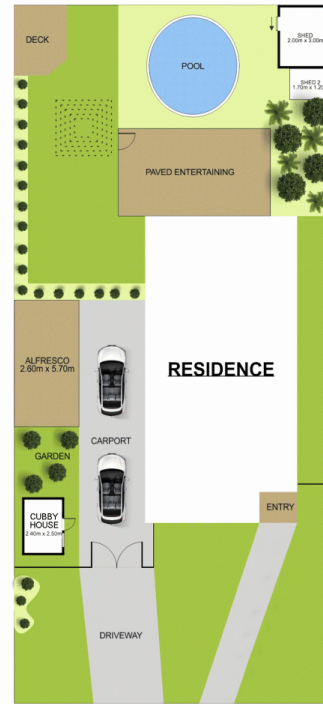 DECK
SHED
2.00m x 3.00m
POOL
SHED 2
1.70m x 1.20
PAVED ENTERTAINING
ALFRESCO
2.60m x 5.70m
RESIDENCE
CARPORT
GARDEN
CUBBY
HOUSE
2.40m x 2.50m
ENTRY
DRIVEWAY